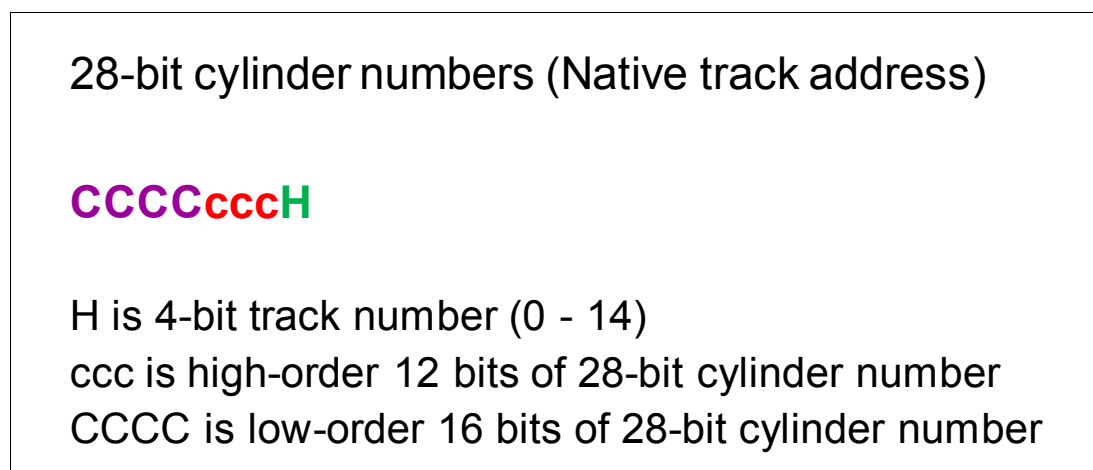 28-bit cylinder numbers (Native track address)
CCCCcccH
H is 4-bit track number (0 - 14)
ccc is high-order 12 bits of 28-bit cylinder number
CCCC is low-order 16 bits of 28-bit cylinder number